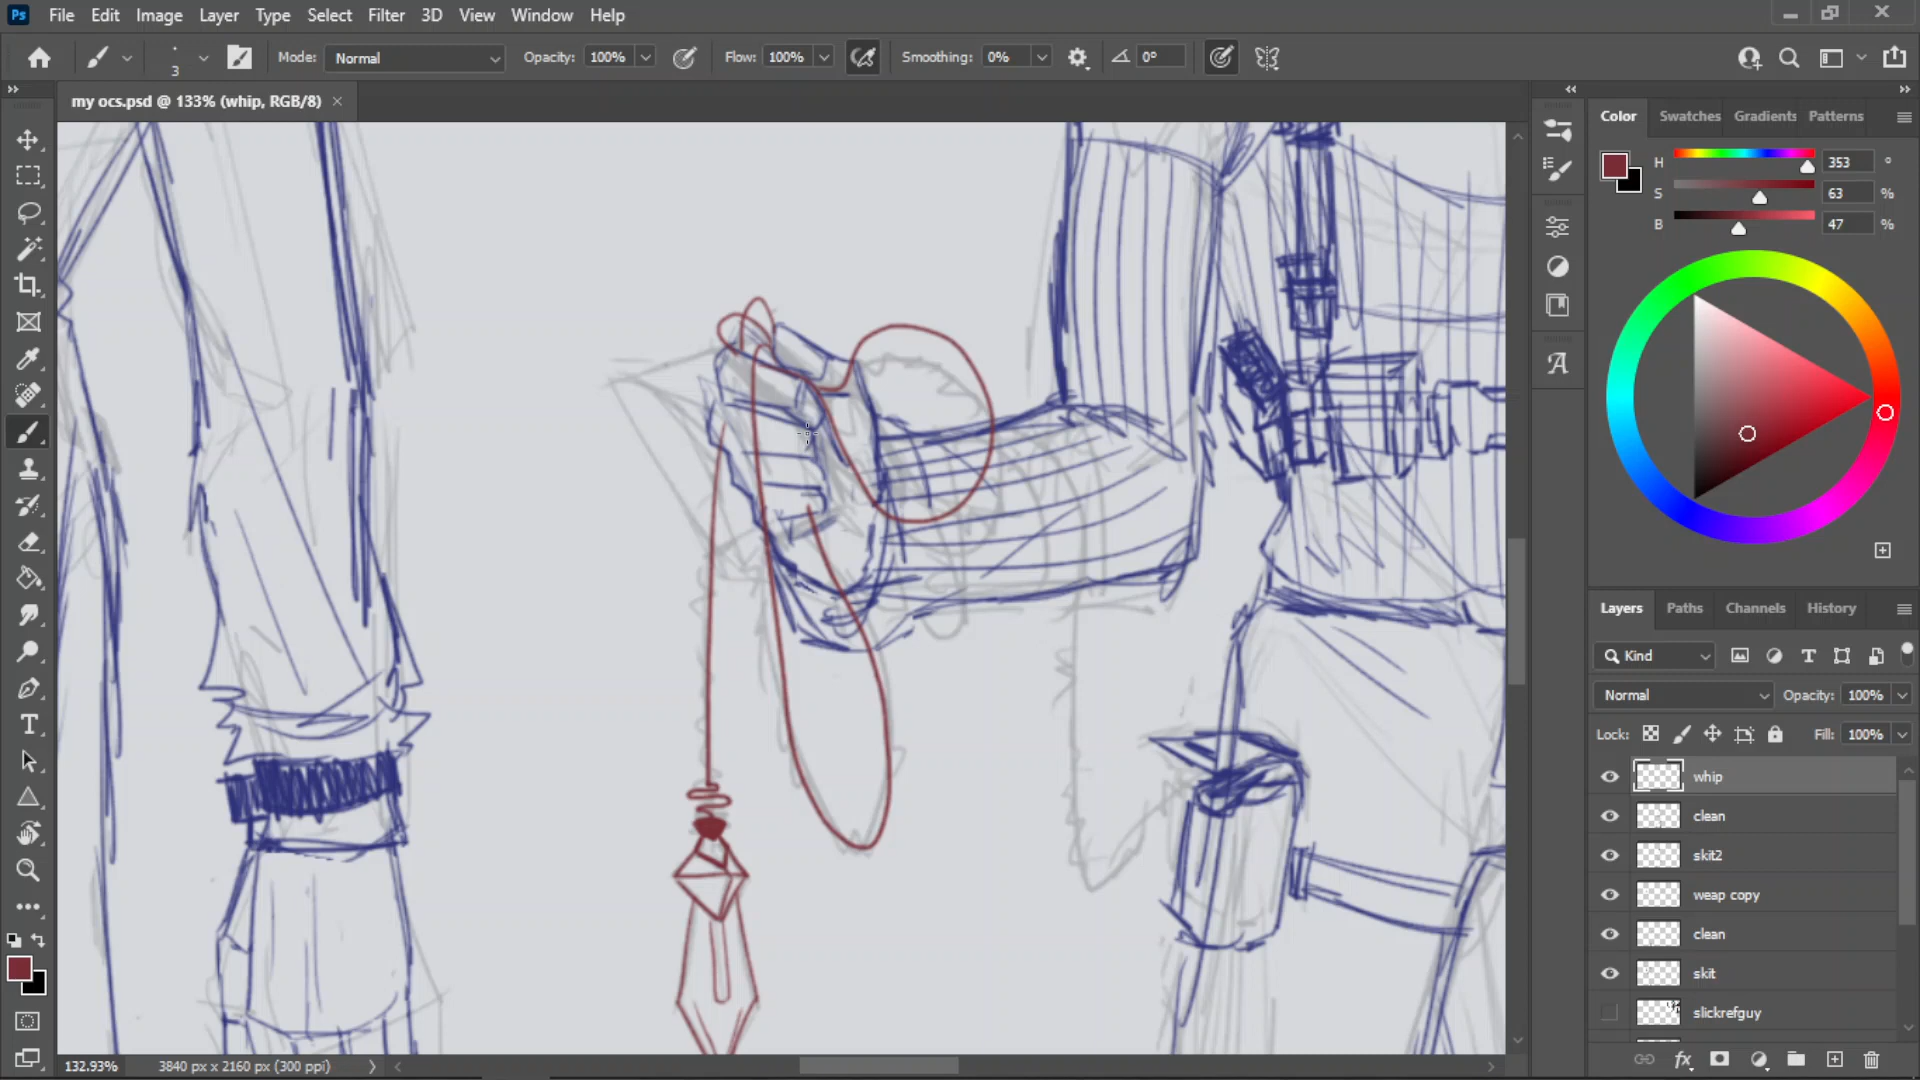 Ps File Edit Image Layer Type Select Filter 3D View Window Help
3 Mode: Normal Opacity: 100% Flow: 100% Smoothing: 0% 0°
my ocs.psd @ 133% (whip, RGB/8) ×
Color Swatches Gradients Patterns
H 353 °
S 63 %
B 47 %
Layers Paths Channels History
Kind
Normal Opacity: 100%
Lock: Fill: 100%
whip
clean
skit2
weap copy
clean
skit
slickrefguy
132.93% 3840 px x 2160 px (300 ppi)